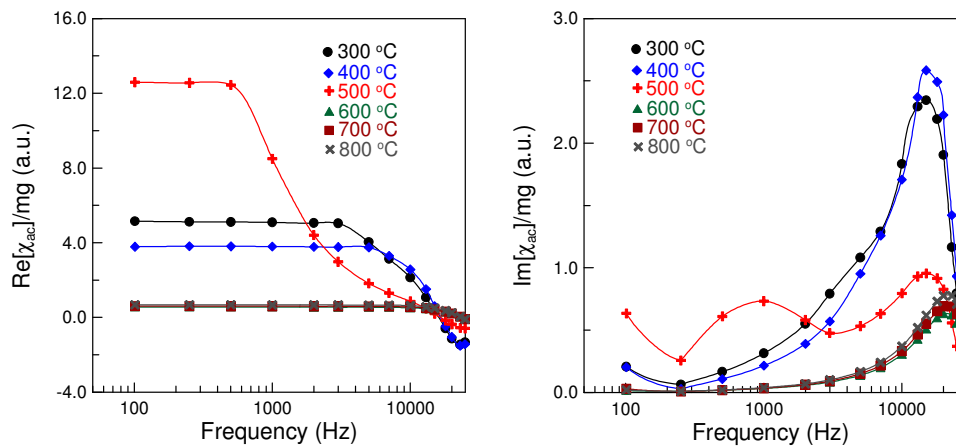 16.0
12.0
8.0
4.0
0.0
-4.0
Re[χac]/mg (a.u.)
300 °C
400 °C
500 °C
600 °C
700 °C
800 °C
100
1000
10000
Frequency (Hz)
3.0
2.0
1.0
0.0
Im[χac]/mg (a.u.)
300 °C
400 °C
500 °C
600 °C
700 °C
800 °C
100
1000
10000
Frequency (Hz)